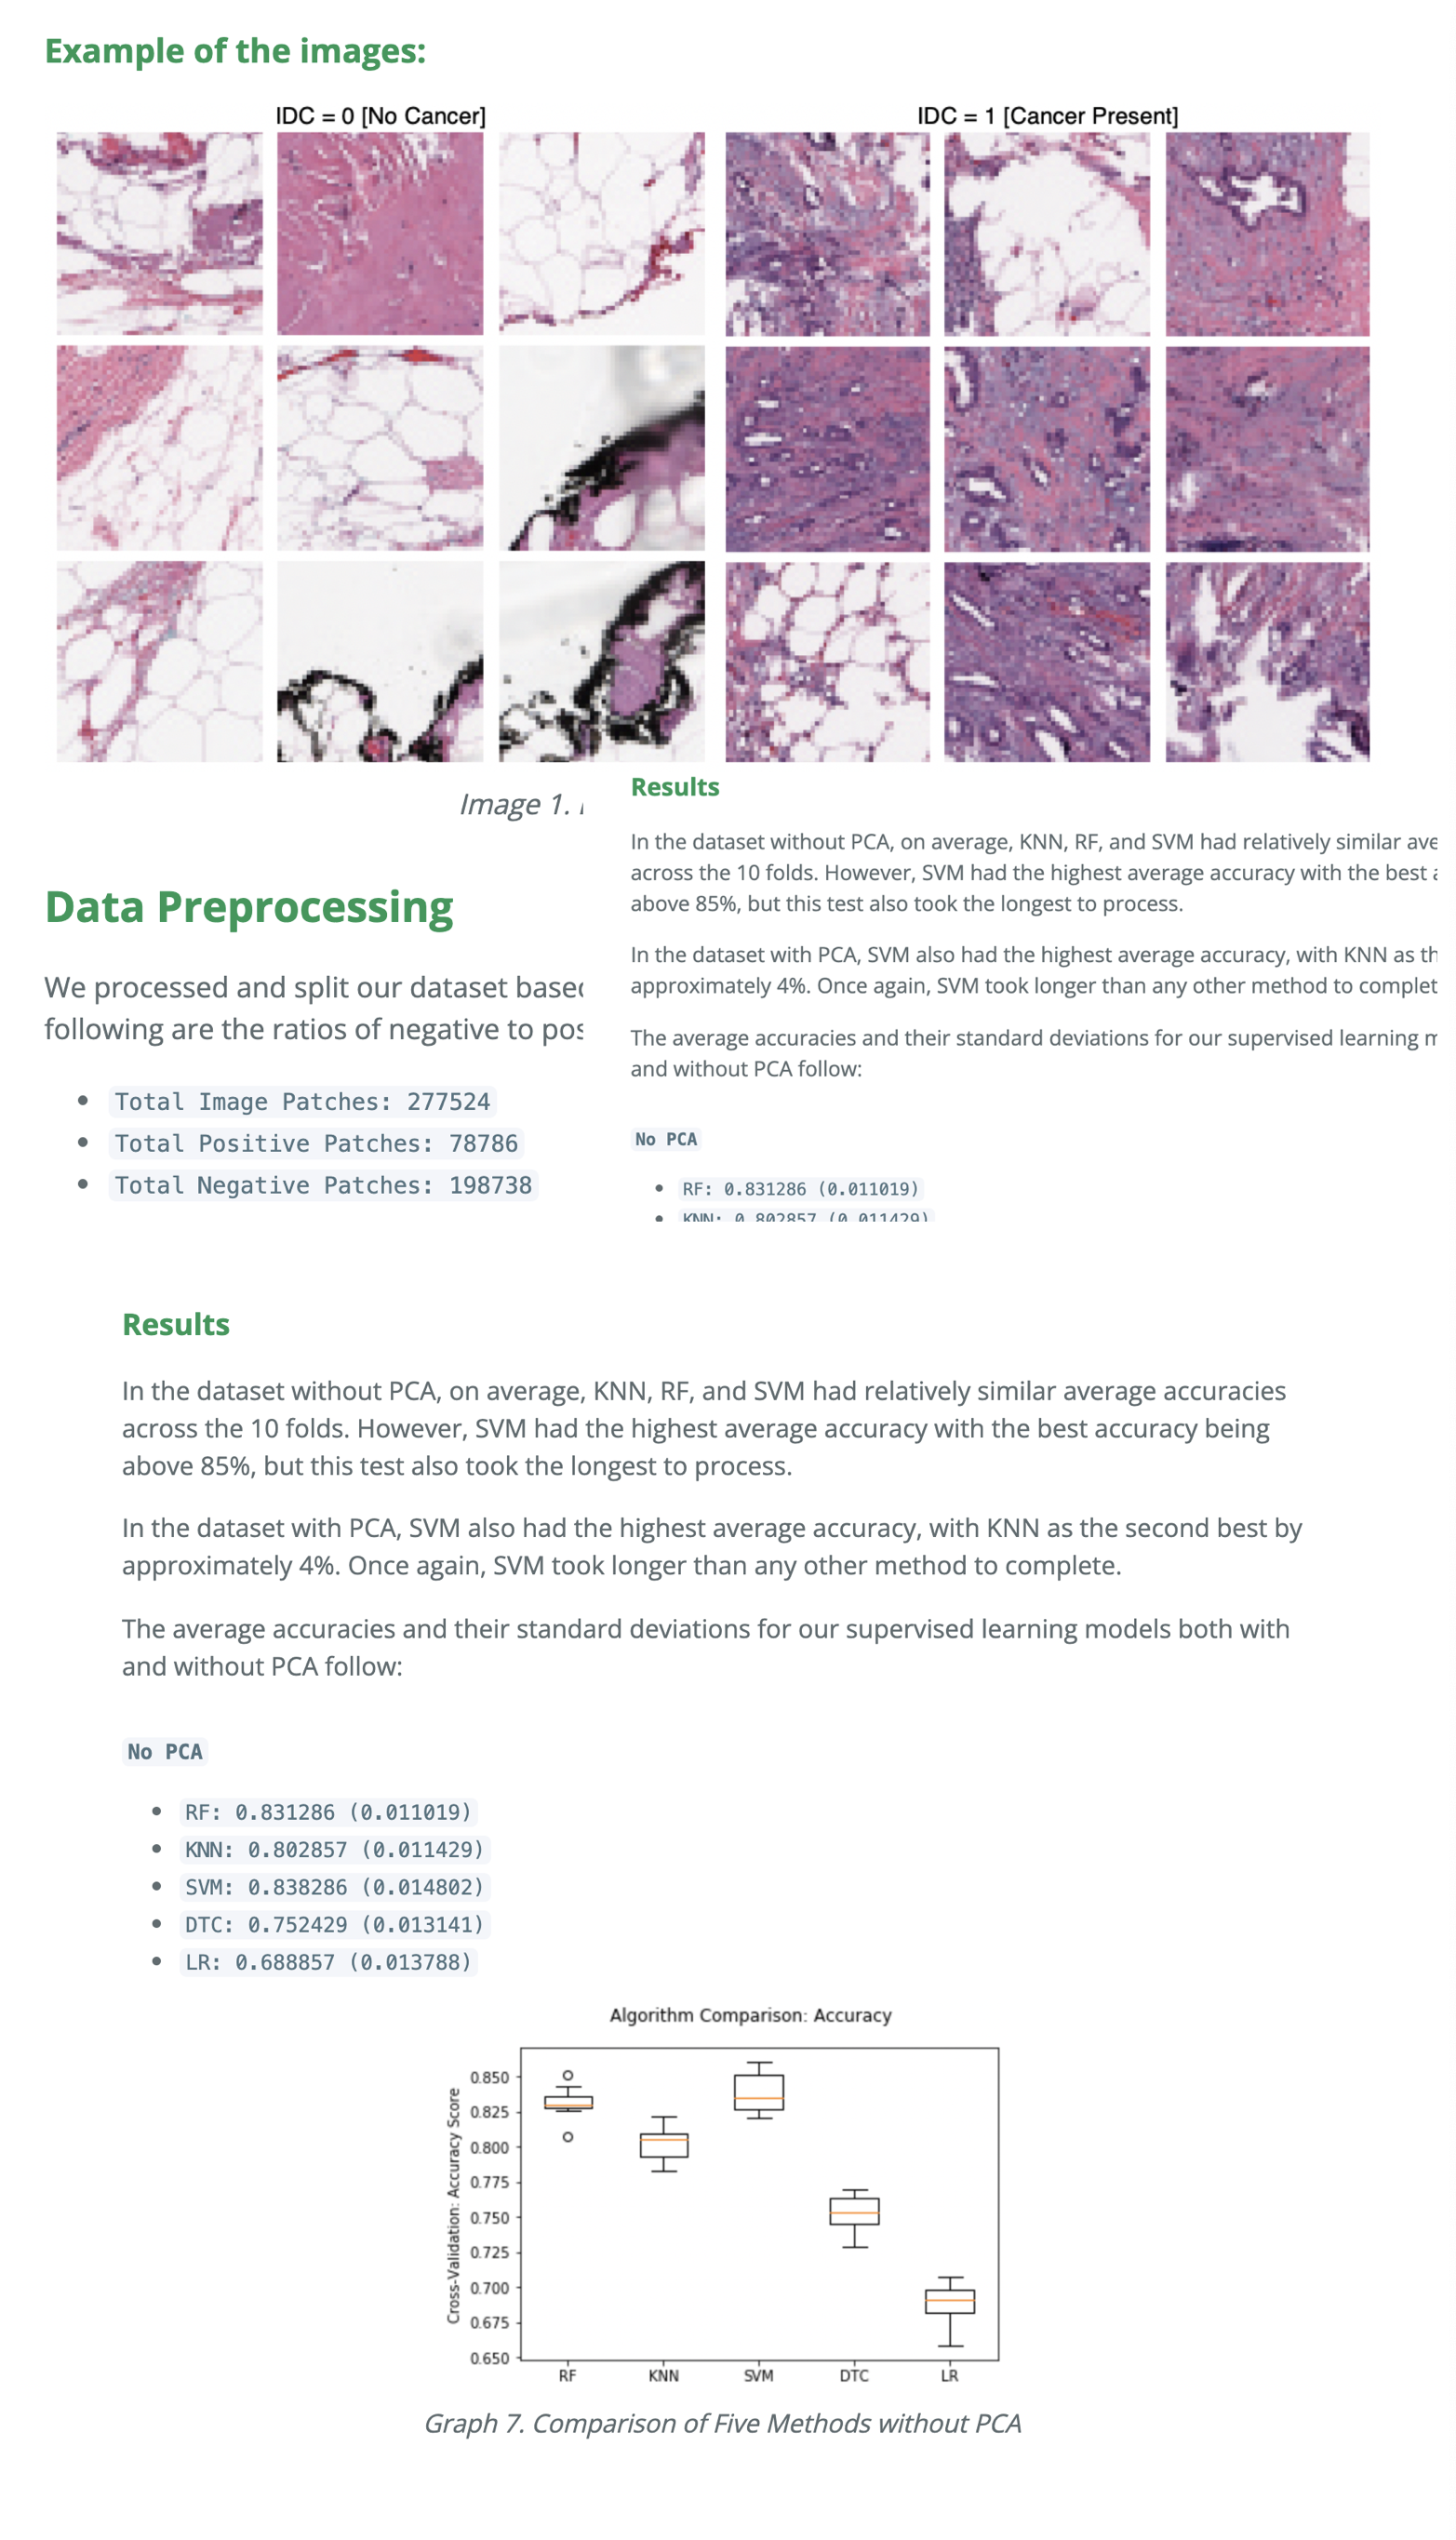 Example of the images:
IDC = 0 [No Cancer]
IDC = 1 [Cancer Present]
Image 1.
Data Preprocessing
We processed and split our dataset based
following are the ratios of negative to pos
Total Image Patches: 277524
Total Positive Patches: 78786
Total Negative Patches: 198738
Results
In the dataset without PCA, on average, KNN, RF, and SVM had relatively similar ave
across the 10 folds. However, SVM had the highest average accuracy with the best a
above 85%, but this test also took the longest to process.
In the dataset with PCA, SVM also had the highest average accuracy, with KNN as th
approximately 4%. Once again, SVM took longer than any other method to complet
The average accuracies and their standard deviations for our supervised learning m
and without PCA follow:
No PCA
RF: 0.831286 (0.011019)
KNN: 0.802857 (0.011429)
Results
In the dataset without PCA, on average, KNN, RF, and SVM had relatively similar average accuracies
across the 10 folds. However, SVM had the highest average accuracy with the best accuracy being
above 85%, but this test also took the longest to process.
In the dataset with PCA, SVM also had the highest average accuracy, with KNN as the second best by
approximately 4%. Once again, SVM took longer than any other method to complete.
The average accuracies and their standard deviations for our supervised learning models both with
and without PCA follow:
No PCA
RF: 0.831286 (0.011019)
KNN: 0.802857 (0.011429)
SVM: 0.838286 (0.014802)
DTC: 0.752429 (0.013141)
LR: 0.688857 (0.013788)
Algorithm Comparison: Accuracy
Cross-Validation: Accuracy Score
0.850
0.825
0.800
0.775
0.750
0.725
0.700
0.675
0.650
RF KNN SVM DTC LR
Graph 7. Comparison of Five Methods without PCA